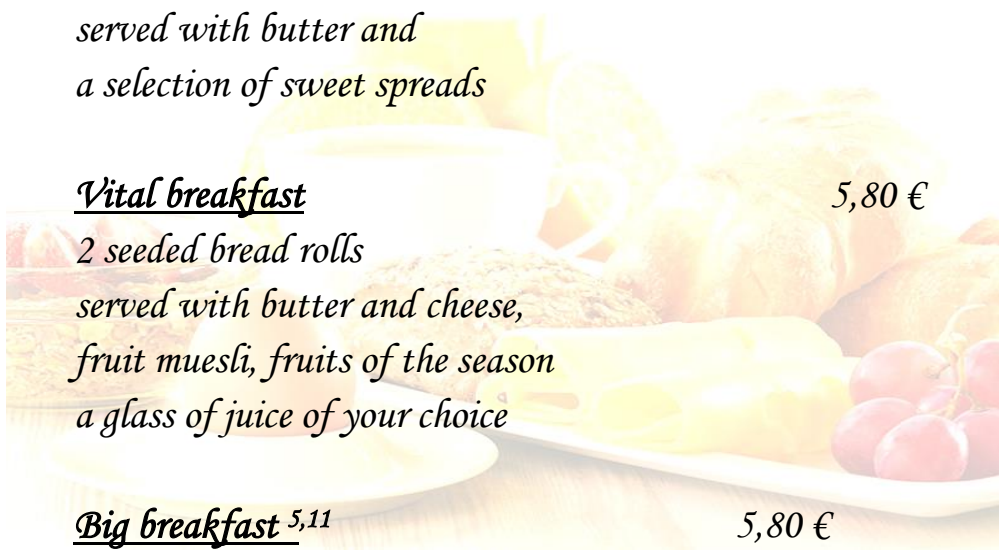 served with butter and
a selection of sweet spreads
Vital breakfast 5,80 €
2 seeded bread rolls
served with butter and cheese,
fruit muesli, fruits of the season
a glass of juice of your choice
Big breakfast 5,11 5,80 €